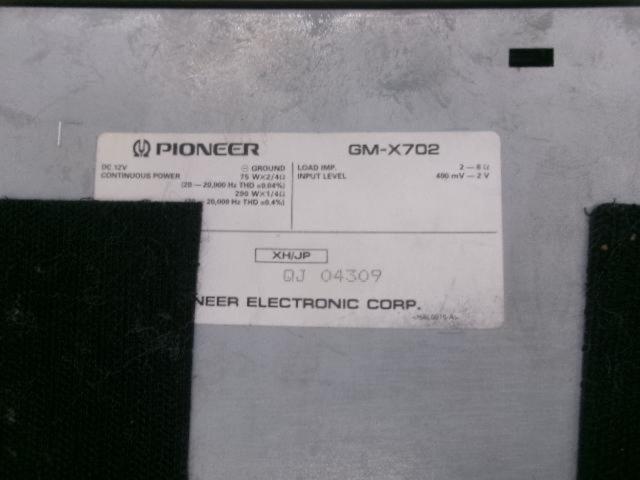 PIONEER GM-X702
DC 12V ⊖ GROUND LOAD IMP. 2 — 8 Ω
CONTINUOUS POWER 75 W×2/4Ω INPUT LEVEL 400 mV — 2 V
(20 — 20,000 Hz THD ≤0.04%)
250 W×1/4Ω
— 20,000 Hz THD ≤0.4%)
XH/JP
QJ 04309
NEER ELECTRONIC CORP.